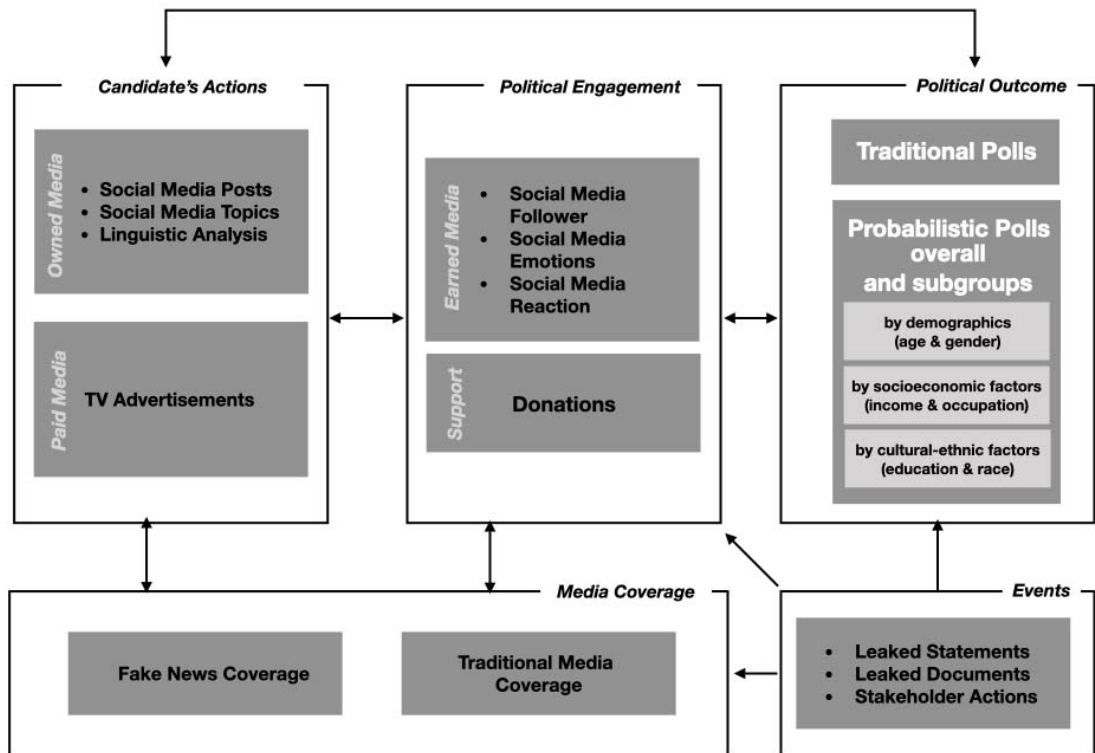 Candidate's Actions
Owned Media
• Social Media Posts
• Social Media Topics
• Linguistic Analysis
Paid Media
TV Advertisements
Political Engagement
Earned Media
• Social Media
Follower
• Social Media
Emotions
• Social Media
Reaction
Support
Donations
Political Outcome
Traditional Polls
Probabilistic Polls
overall
and subgroups
by demographics
(age & gender)
by socioeconomic factors
(income & occupation)
by cultural-ethnic factors
(education & race)
Media Coverage
Fake News Coverage
Traditional Media
Coverage
Events
• Leaked Statements
• Leaked Documents
• Stakeholder Actions